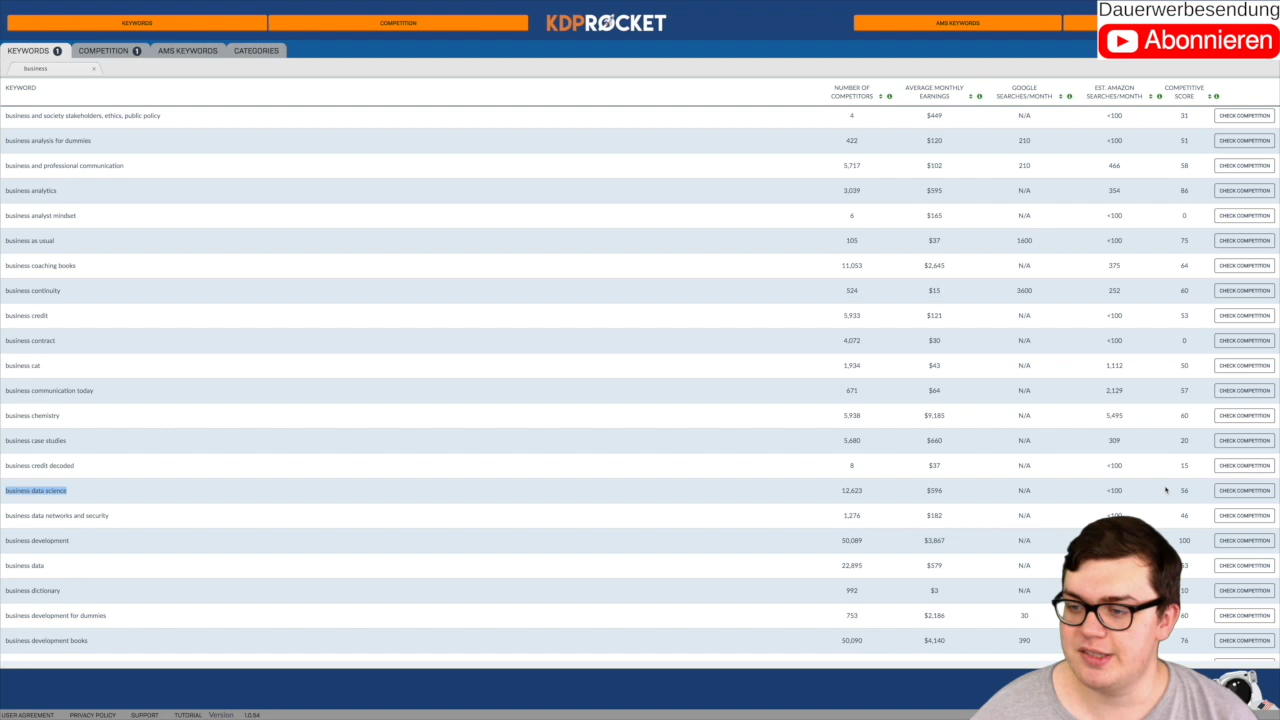 Dauerwerbesendung
KEYWORDS COMPETITION KDPROCKET AMS KEYWORDS Abonnieren
KEYWORDS 1 COMPETITION 1 AMS KEYWORDS CATEGORIES
business x
KEYWORD NUMBER OF COMPETITORS AVERAGE MONTHLY EARNINGS GOOGLE SEARCHES/MONTH EST. AMAZON SEARCHES/MONTH COMPETITIVE SCORE
business and society stakeholders, ethics, public policy 4 $449 N/A <100 31 CHECK COMPETITION
business analysis for dummies 422 $120 210 <100 51 CHECK COMPETITION
business and professional communication 5,717 $102 210 466 58 CHECK COMPETITION
business analytics 3,039 $595 N/A 354 86 CHECK COMPETITION
business analyst mindset 6 $165 N/A <100 0 CHECK COMPETITION
business as usual 105 $37 1600 <100 75 CHECK COMPETITION
business coaching books 11,053 $2,645 N/A 375 64 CHECK COMPETITION
business continuity 524 $15 3600 252 60 CHECK COMPETITION
business credit 5,933 $121 N/A <100 53 CHECK COMPETITION
business contract 4,072 $30 N/A <100 0 CHECK COMPETITION
business cat 1,934 $43 N/A 1,112 50 CHECK COMPETITION
business communication today 671 $64 N/A 2,129 57 CHECK COMPETITION
business chemistry 5,938 $9,185 N/A 5,495 60 CHECK COMPETITION
business case studies 5,680 $660 N/A 309 20 CHECK COMPETITION
business credit decoded 8 $37 N/A <100 15 CHECK COMPETITION
business data science 12,623 $596 N/A <100 56 CHECK COMPETITION
business data networks and security 1,276 $182 N/A <100 46 CHECK COMPETITION
business development 50,089 $3,867 N/A 100 CHECK COMPETITION
business data 22,895 $579 N/A CHECK COMPETITION
business dictionary 992 $3 N/A 10 CHECK COMPETITION
business development for dummies 753 $2,186 30 60 CHECK COMPETITION
business development books 50,090 $4,140 390 76 CHECK COMPETITION
USER AGREEMENT PRIVACY POLICY SUPPORT TUTORIAL Version 1.0.54